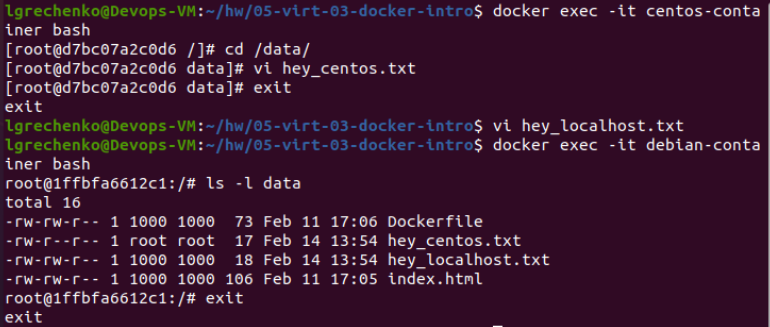 lgrechenko@Devops-VM:~/hw/05-virt-03-docker-intro$ docker exec -it centos-conta
iner bash
[root@d7bc07a2c0d6 /]# cd /data/
[root@d7bc07a2c0d6 data]# vi hey_centos.txt
[root@d7bc07a2c0d6 data]# exit
exit
lgrechenko@Devops-VM:~/hw/05-virt-03-docker-intro$ vi hey_localhost.txt
lgrechenko@Devops-VM:~/hw/05-virt-03-docker-intro$ docker exec -it debian-conta
iner bash
root@1ffbfa6612c1:/# ls -l data
total 16
-rw-rw-r-- 1 1000 1000  73 Feb 11 17:06 Dockerfile
-rw-r--r-- 1 root root  17 Feb 14 13:54 hey_centos.txt
-rw-rw-r-- 1 1000 1000  18 Feb 14 13:54 hey_localhost.txt
-rw-rw-r-- 1 1000 1000 106 Feb 11 17:05 index.html
root@1ffbfa6612c1:/# exit
exit